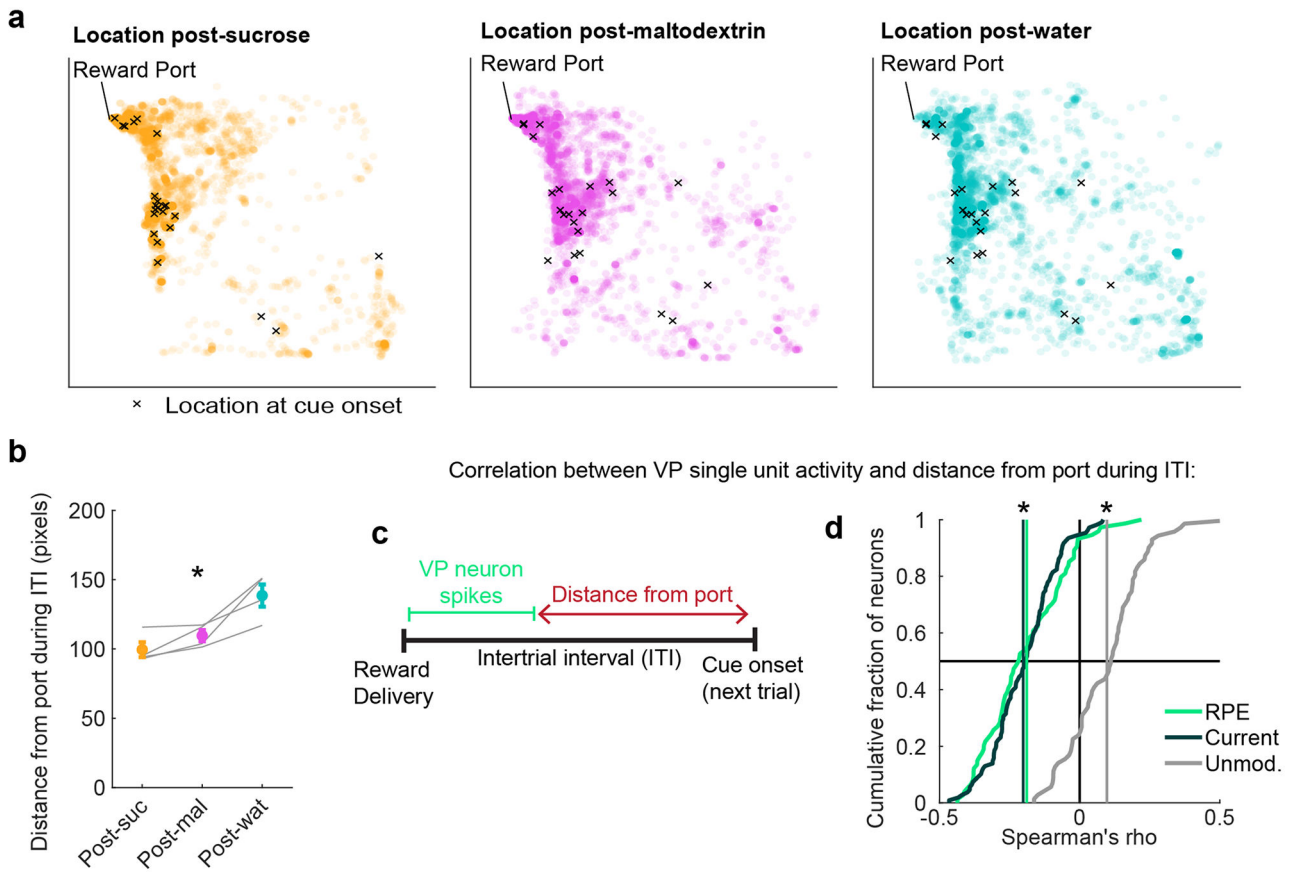 a
Location post-sucrose
Reward Port
Location post-maltodextrin
Reward Port
Location post-water
Reward Port
× Location at cue onset
b
Distance from port during ITI (pixels)
200
150
100
50
0
*
Post-suc
Post-mal
Post-wat
Correlation between VP single unit activity and distance from port during ITI:
c
VP neuron
spikes
Distance from port
Intertrial interval (ITI)
Reward
Delivery
Cue onset
(next trial)
d
Cumulative fraction of neurons
1
0.8
0.6
0.4
0.2
0
* *
RPE
Current
Unmod.
-0.5
0
0.5
Spearman's rho